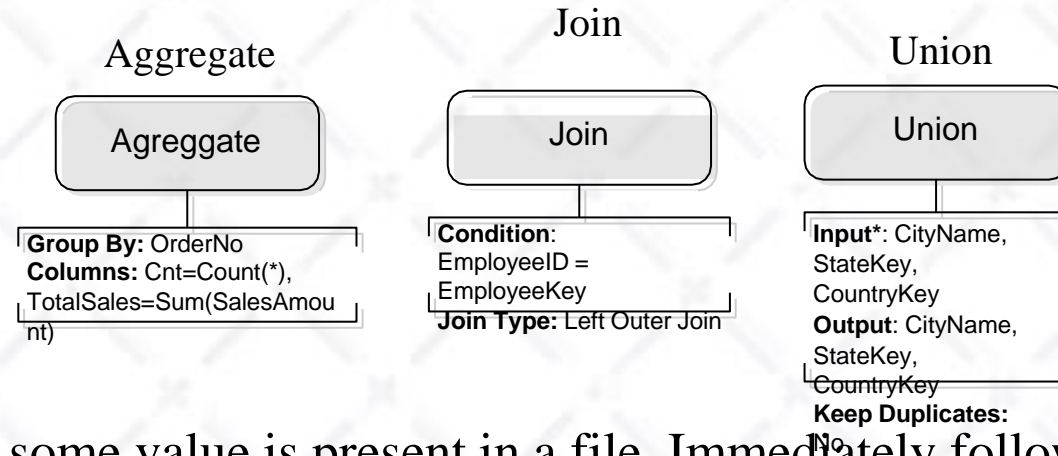 Aggregate
Agreggate
Group By: OrderNo
Columns: Cnt=Count(*),
TotalSales=Sum(SalesAmou
nt)
Join
Join
Condition:
EmployeeID =
EmployeeKey
Join Type: Left Outer Join
Union
Union
Input*: CityName,
StateKey,
CountryKey
Output: CityName,
StateKey,
CountryKey
Keep Duplicates:
No
some value is present in a file. Immediately follow